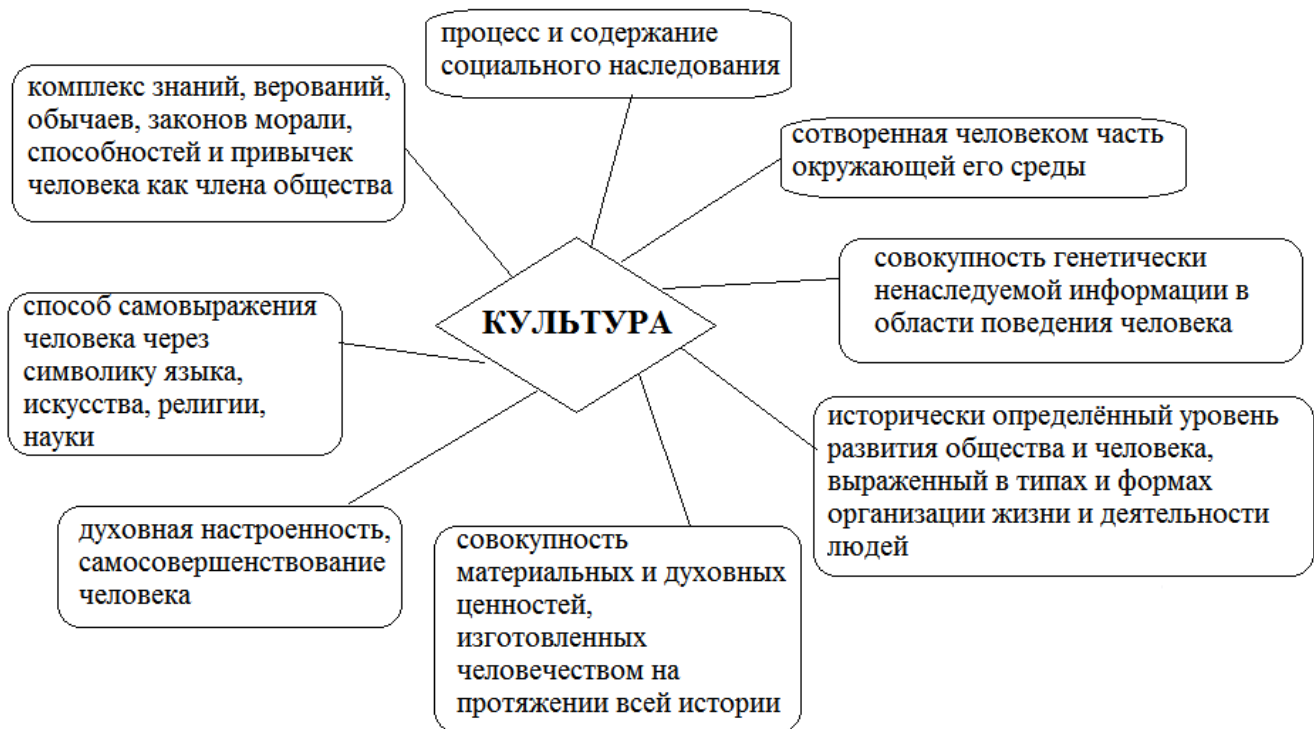 процесс и содержание
социального наследования
комплекс знаний, верований,
обычаев, законов морали,
способностей и привычек
человека как члена общества
сотворенная человеком часть
окружающей его среды
совокупность генетически
ненаследуемой информации в
области поведения человека
способ самовыражения
человека через
символику языка,
искусства, религии,
науки
КУЛЬТУРА
исторически определённый уровень
развития общества и человека,
выраженный в типах и формах
организации жизни и деятельности
людей
духовная настроенность,
самосовершенствование
человека
совокупность
материальных и духовных
ценностей,
изготовленных
человечеством на
протяжении всей истории